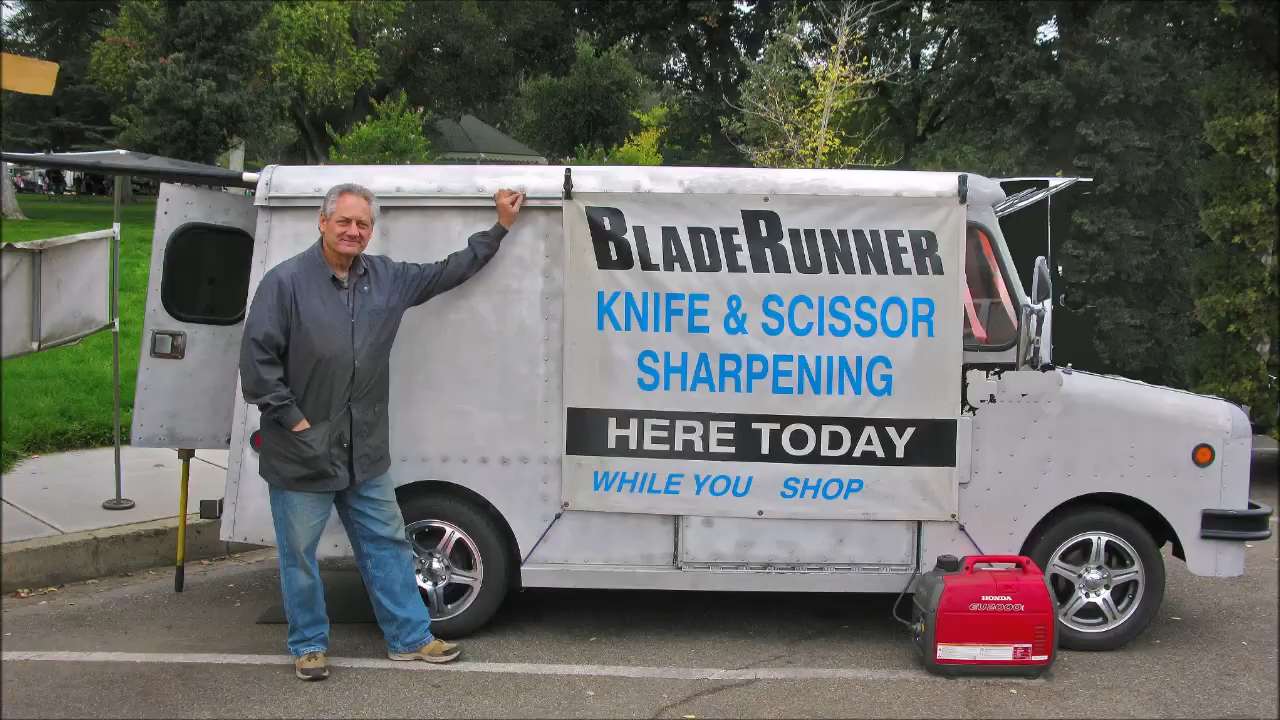 BLADERUNNER
KNIFE & SCISSOR
SHARPENING
HERE TODAY
WHILE YOU SHOP
HONDA
EU2000i